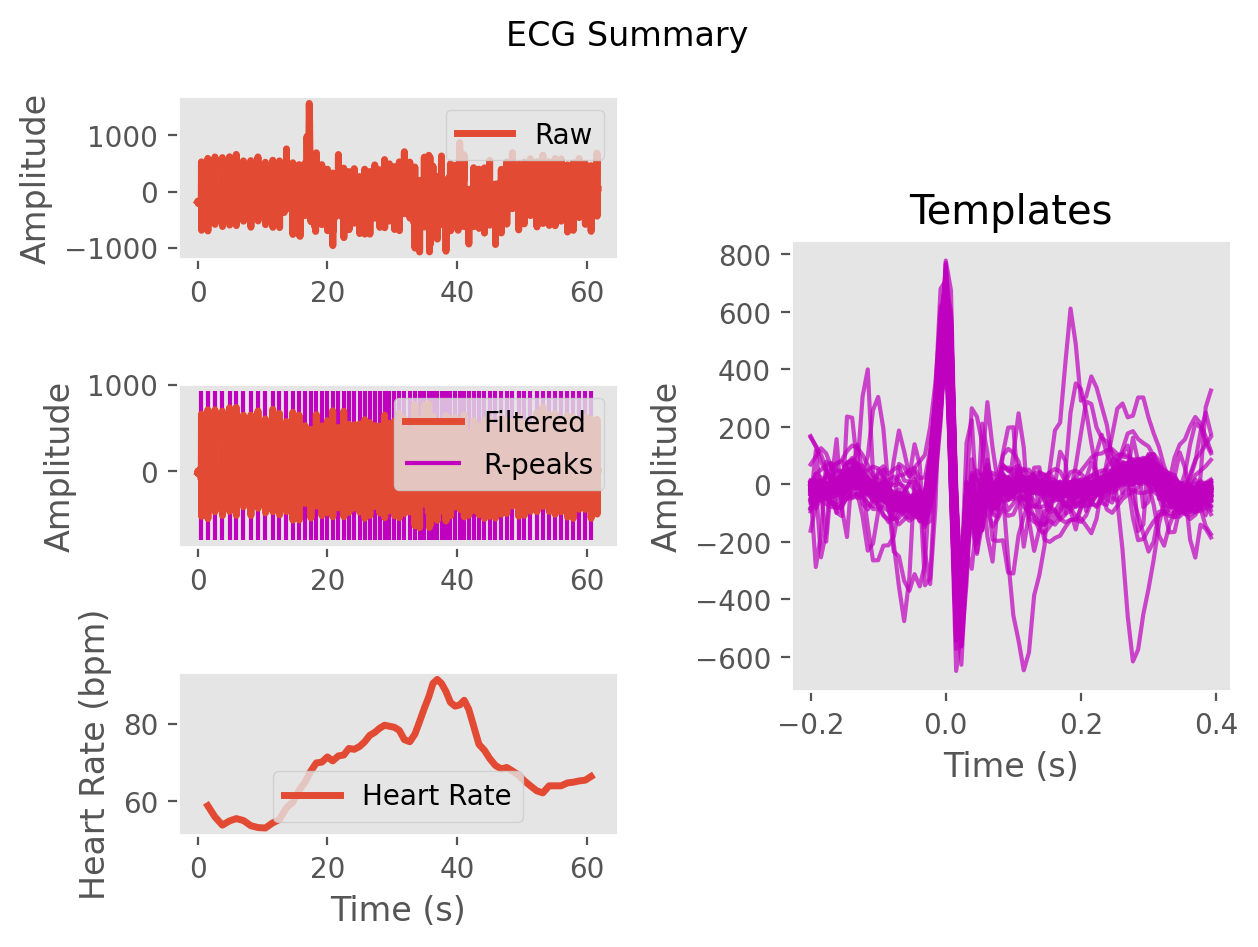 ECG Summary
Amplitude
1000
0
−1000
Raw
0 20 40 60
Amplitude
1000
0
Filtered
R-peaks
0 20 40 60
Heart Rate (bpm)
80
60
Heart Rate
0 20 40 60
Time (s)
Templates
Amplitude
800
600
400
200
0
−200
−400
−600
−0.2 0.0 0.2 0.4
Time (s)